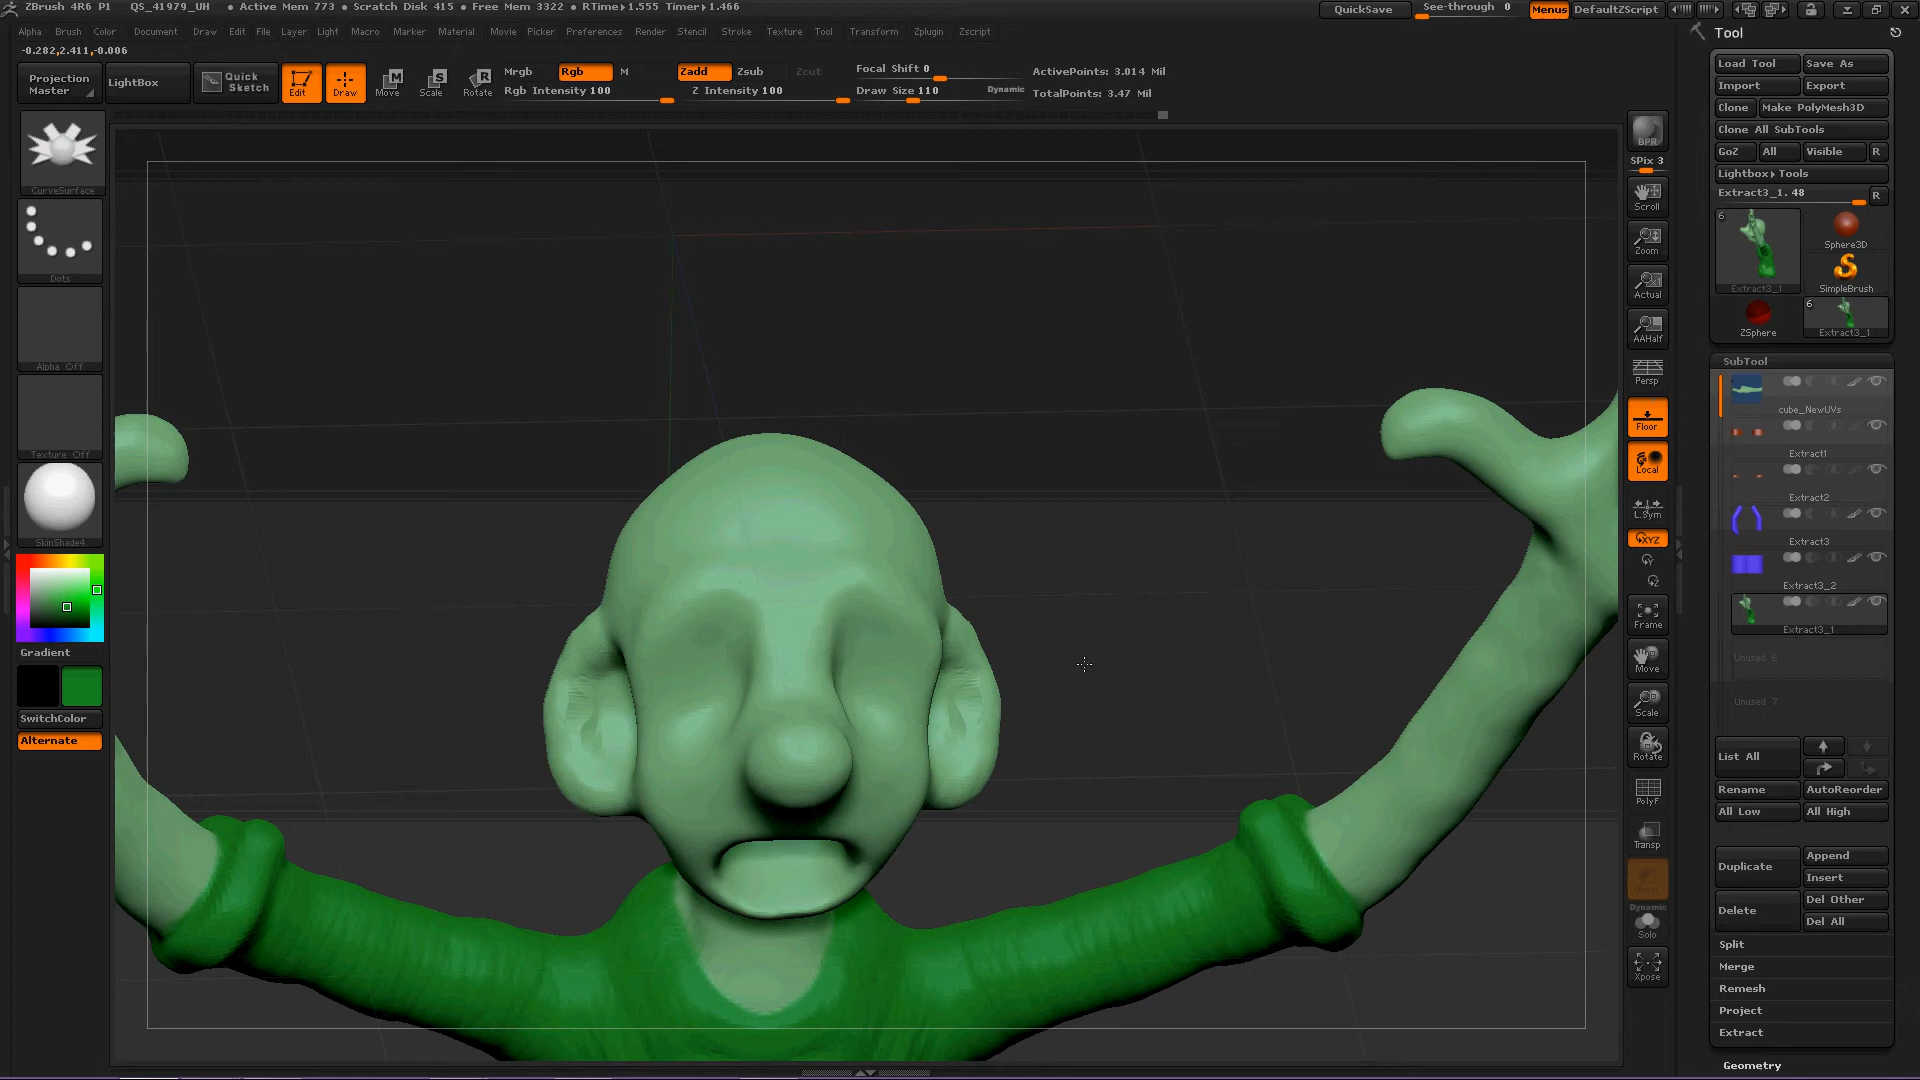 ZBrush 4R6 P1 QS_41979_UH • Active Mem 773 • Scratch Disk 415 • Free Mem 3322 • RTime▸1.555 Timer▸1.466 QuickSave See-through 0 Menus DefaultZScript
Alpha Brush Color Document Draw Edit File Layer Light Macro Marker Material Movie Picker Preferences Render Stencil Stroke Texture Tool Transform Zplugin Zscript
-0.282,2.411,-0.006
Projection Master
LightBox
Quick Sketch
Edit
Draw
Move
Scale
Rotate
Mrgb Rgb M
Rgb Intensity 100
Zadd Zsub Zcut
Z Intensity 100
Focal Shift 0
Draw Size 110
Dynamic
ActivePoints: 3.014 Mil
TotalPoints: 3.47 Mil
CurveSurface
Dots
Alpha Off
Texture Off
SkinShade4
Gradient
SwitchColor
Alternate
BPR
SPix 3
Scroll
Zoom
Actual
AAHalf
Persp
Floor
Local
L.Sym
XYZ
Frame
Move
Scale
Rotate
PolyF
Transp
Dynamic
Solo
Xpose
Tool
Load Tool Save As
Import Export
Clone Make PolyMesh3D
Clone All SubTools
GoZ All Visible R
Lightbox▸Tools
Extract3_1. 48 R
6
Extract3_1
Sphere3D
SimpleBrush
ZSphere
6
Extract3_1
SubTool
cube_NewUVs
Extract1
Extract2
Extract3
Extract3_2
Extract3_1
Unused 6
Unused 7
List All
Rename AutoReorder
All Low All High
Duplicate Append
Insert
Delete Del Other
Del All
Split
Merge
Remesh
Project
Extract
Geometry